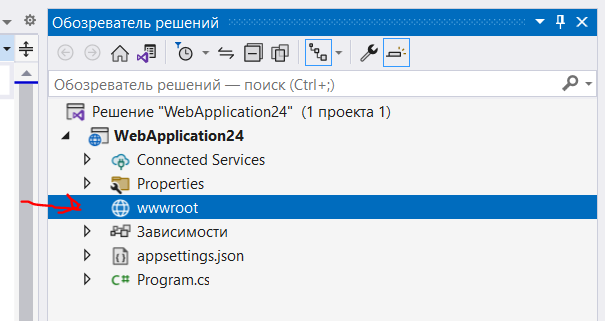 Обозреватель решений
Обозреватель решений — поиск (Ctrl+;)
Решение "WebApplication24" (1 проекта 1)
WebApplication24
Connected Services
Properties
wwwroot
Зависимости
appsettings.json
C# Program.cs